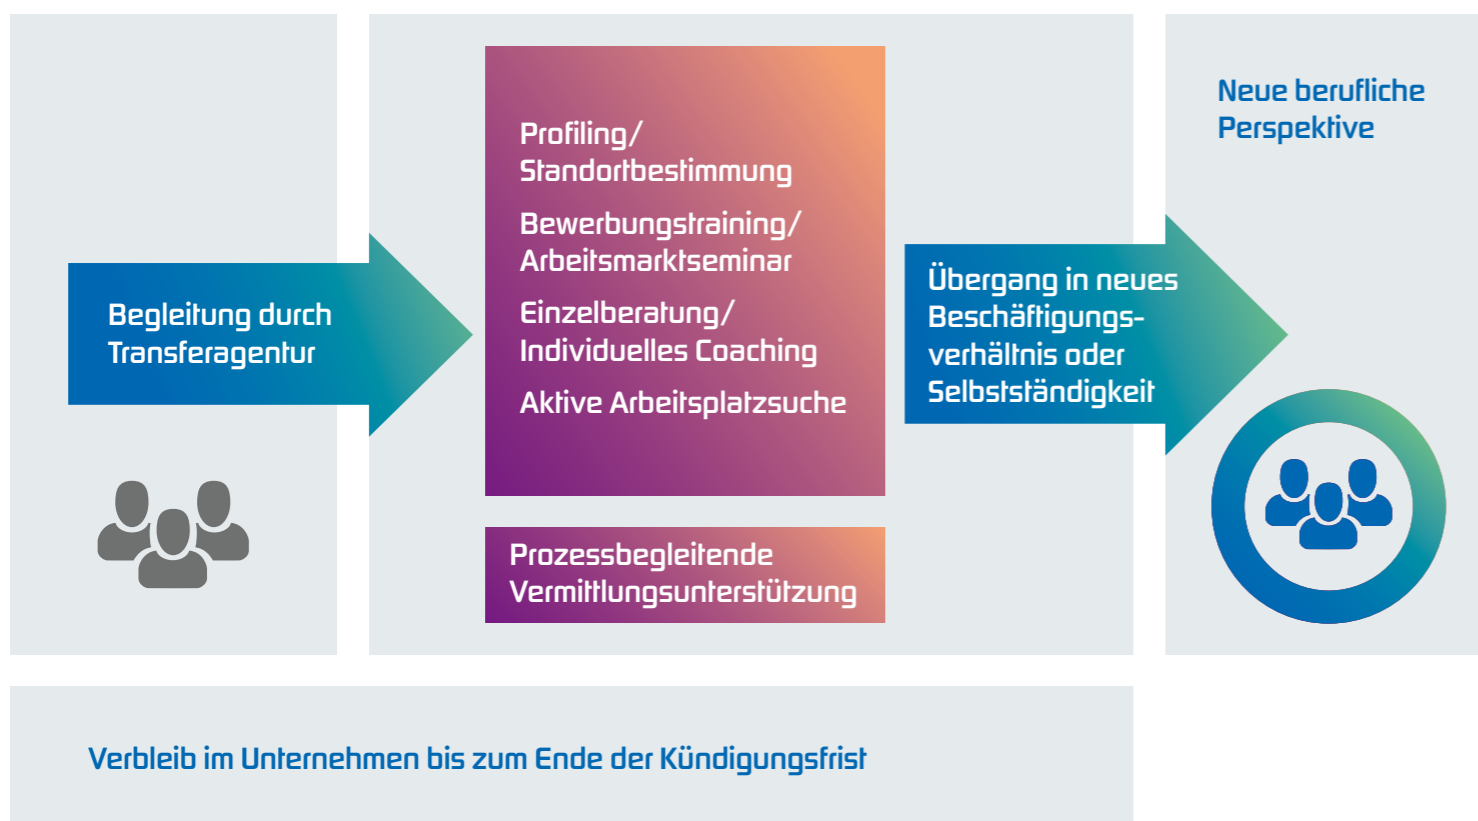 Begleitung durch
Transferagentur
Profiling/
Standortbestimmung
Bewerbungstraining/
Arbeitsmarktseminar
Einzelberatung/
Individuelles Coaching
Aktive Arbeitsplatzsuche
Prozessbegleitende
Vermittlungsunterstützung
Übergang in neues
Beschäftigungs-
verhältnis oder
Selbstständigkeit
Neue berufliche
Perspektive
Verbleib im Unternehmen bis zum Ende der Kündigungsfrist